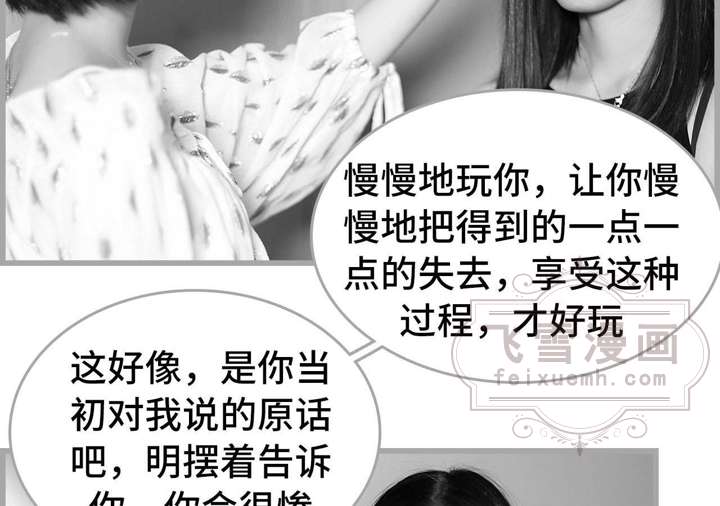 慢慢地玩你，让你慢
慢地把得到的一点一
点的失去，享受这种
过程，才好玩
飞雪漫画
feixuemh.com
这好像，是你当
初对我说的原话
吧，明摆着告诉
你，你会很惨